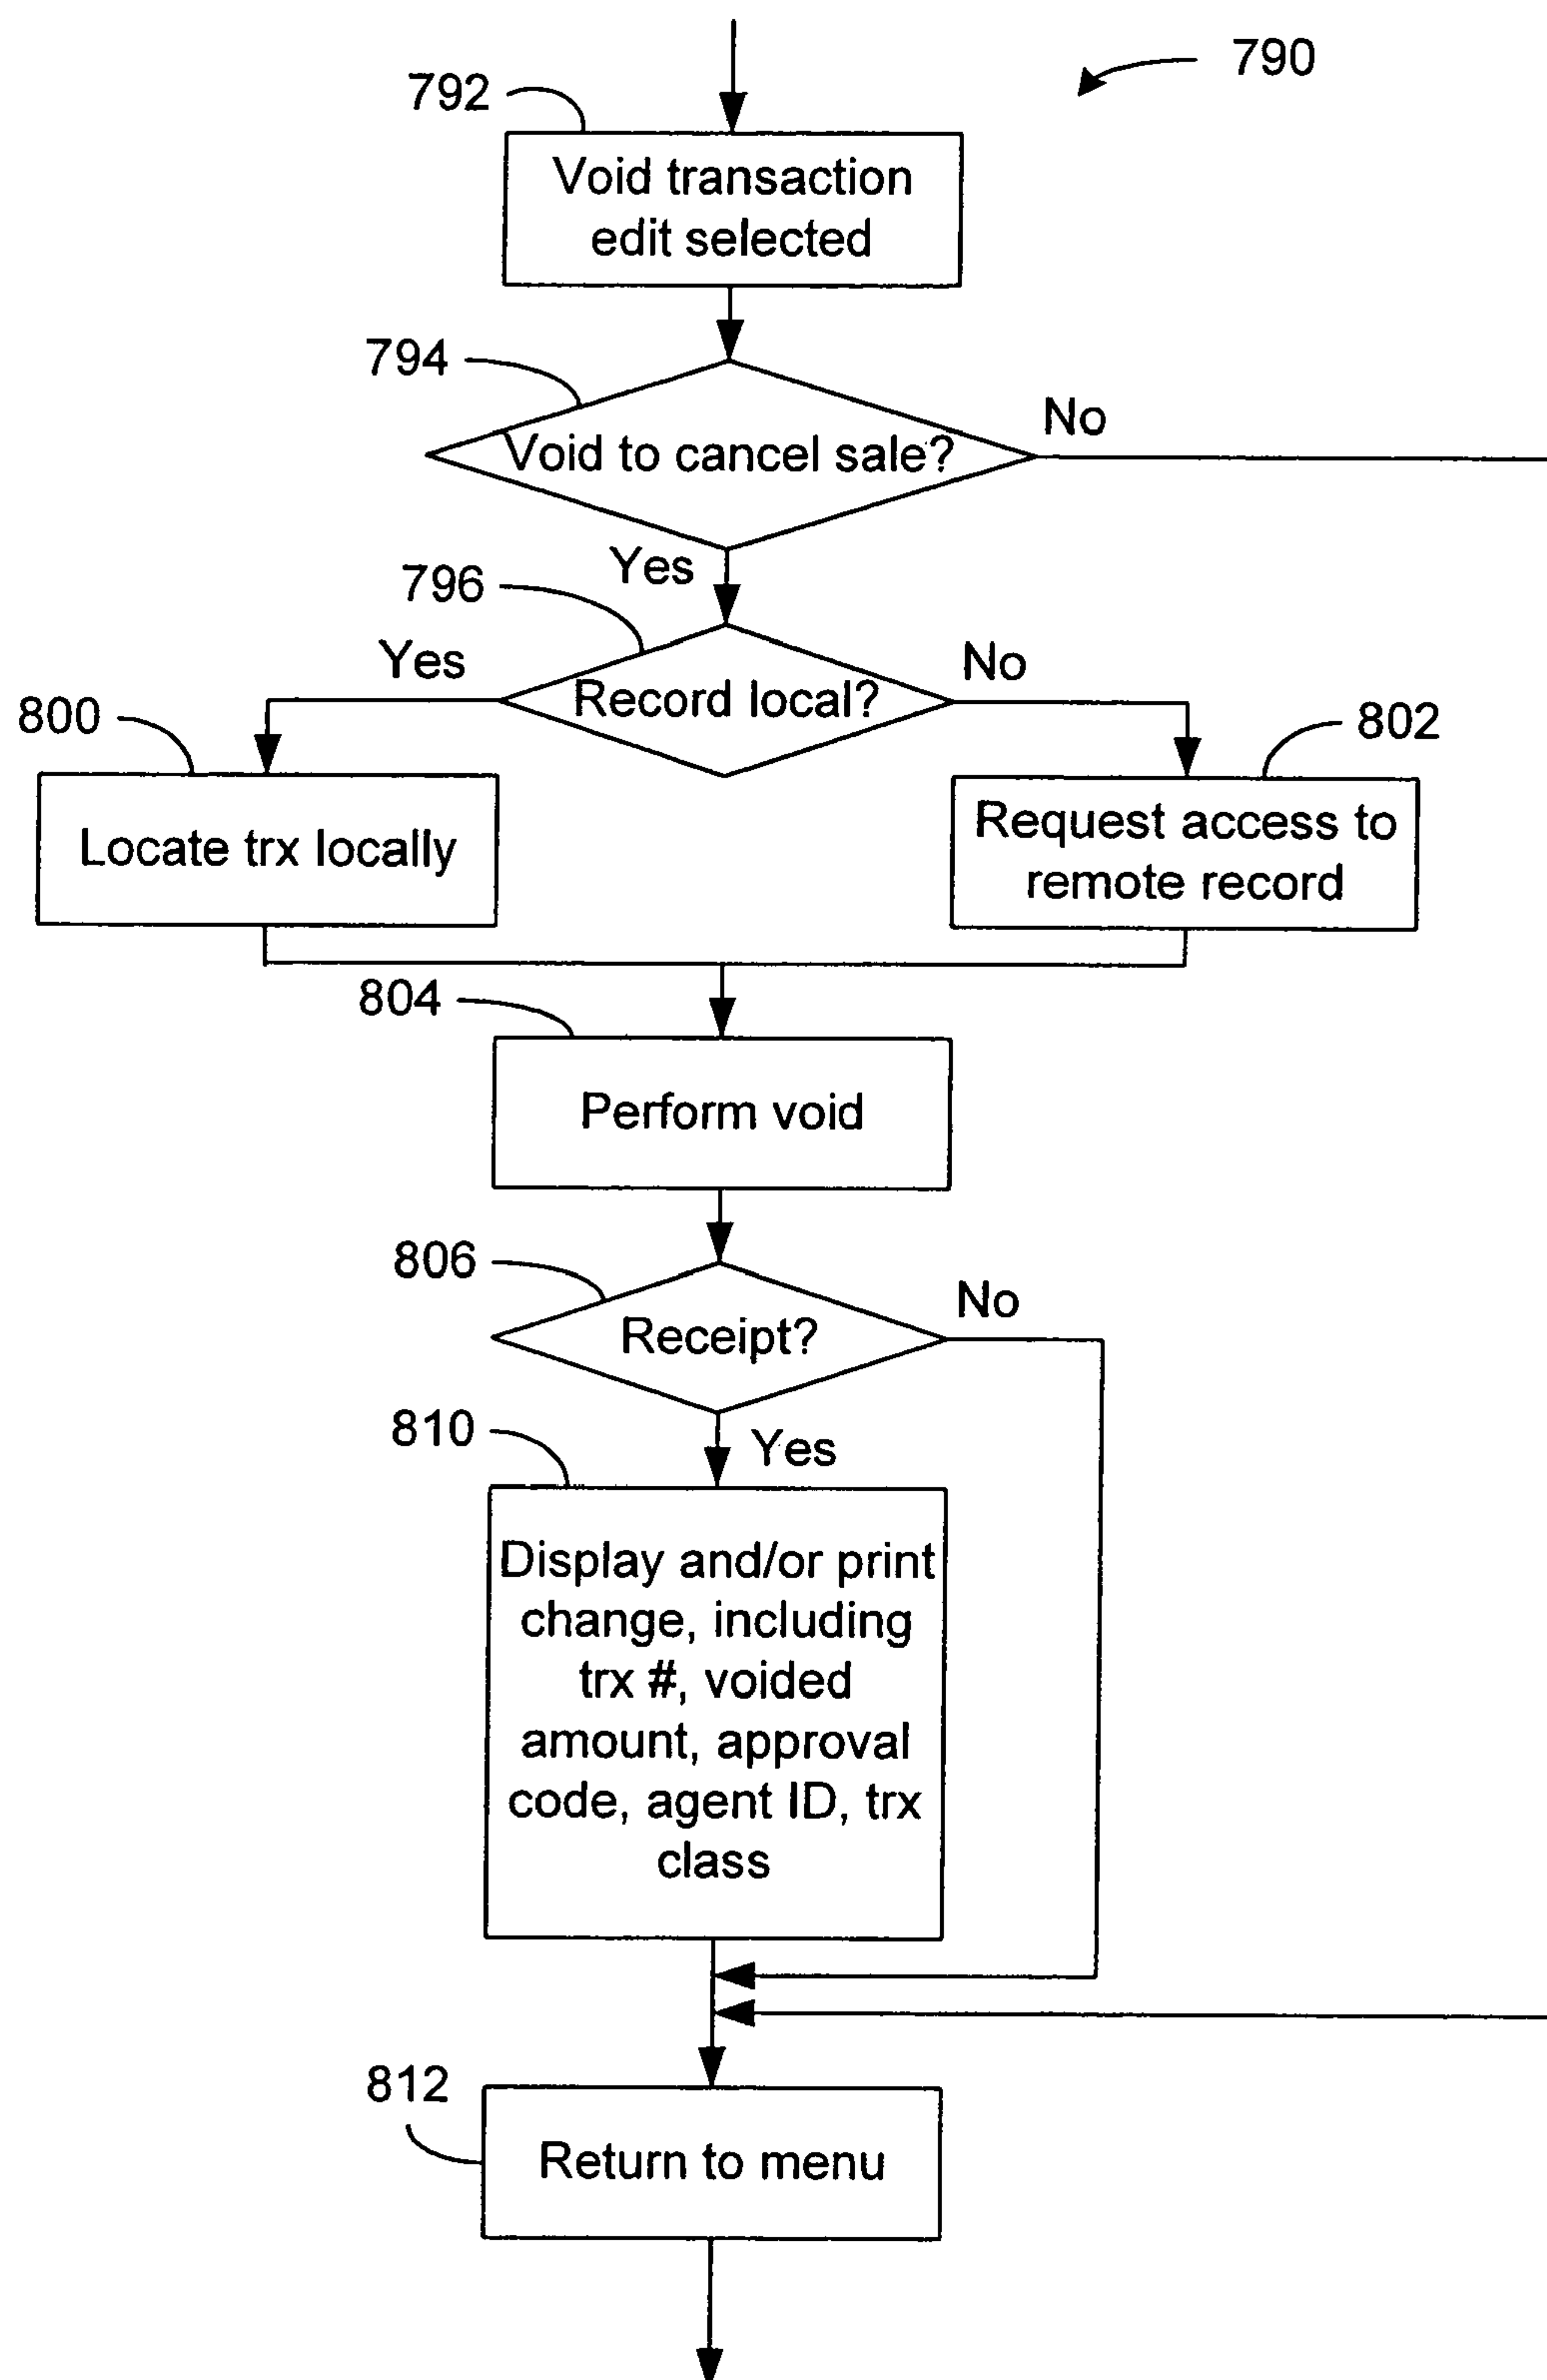 790
792
Void transaction
edit selected
794
Void to cancel sale?
No
Yes
796
Yes
Record local?
No
800
802
Locate trx locally
Request access to
remote record
804
Perform void
806
Receipt?
No
810
Yes
Display and/or print
change, including
trx #, voided
amount, approval
code, agent ID, trx
class
812
Return to menu